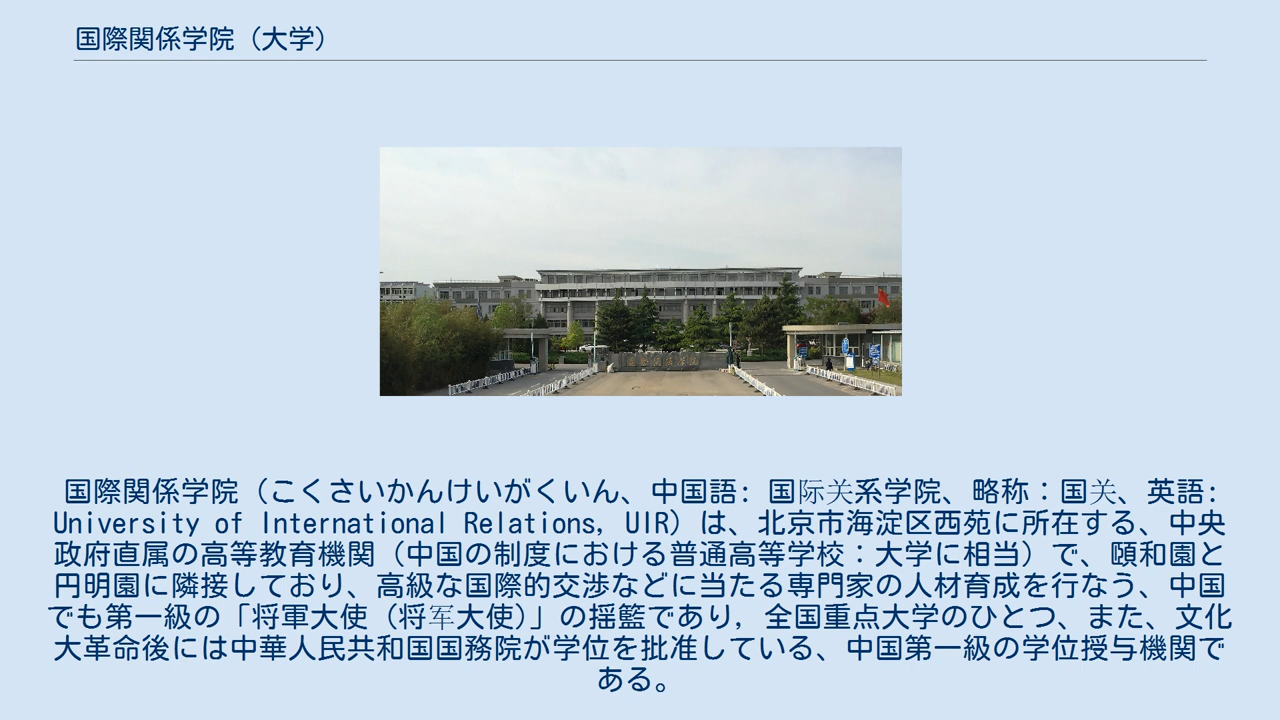 国際関係学院（大学）
国際関係学院（こくさいかんけいがくいん、中国語: 国际关系学院、略称：国关、英語:
University of International Relations, UIR）は、北京市海淀区西苑に所在する、中央
政府直属の高等教育機関（中国の制度における普通高等学校：大学に相当）で、頤和園と
円明園に隣接しており、高級な国際的交渉などに当たる専門家の人材育成を行なう、中国
でも第一級の「将軍大使（将军大使)」の揺籃であり, 全国重点大学のひとつ、また、文化
大革命後には中華人民共和国国務院が学位を批准している、中国第一級の学位授与機関で
ある。